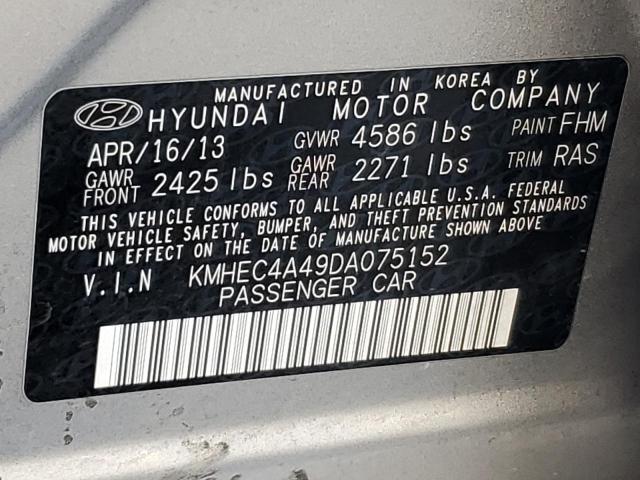 MANUFACTURED IN KOREA BY
HYUNDAI MOTOR COMPANY
APR/16/13 GVWR 4586 lbs PAINT FHM
GAWR FRONT 2425 lbs GAWR REAR 2271 lbs TRIM RAS
THIS VEHICLE CONFORMS TO ALL APPLICABLE U.S.A. FEDERAL
MOTOR VEHICLE SAFETY, BUMPER, AND THEFT PREVENTION STANDARDS
IN EFFECT ON THE DATE OF MANUFACTURE SHOWN ABOVE
V.I.N KMHEC4A49DA075152
PASSENGER CAR